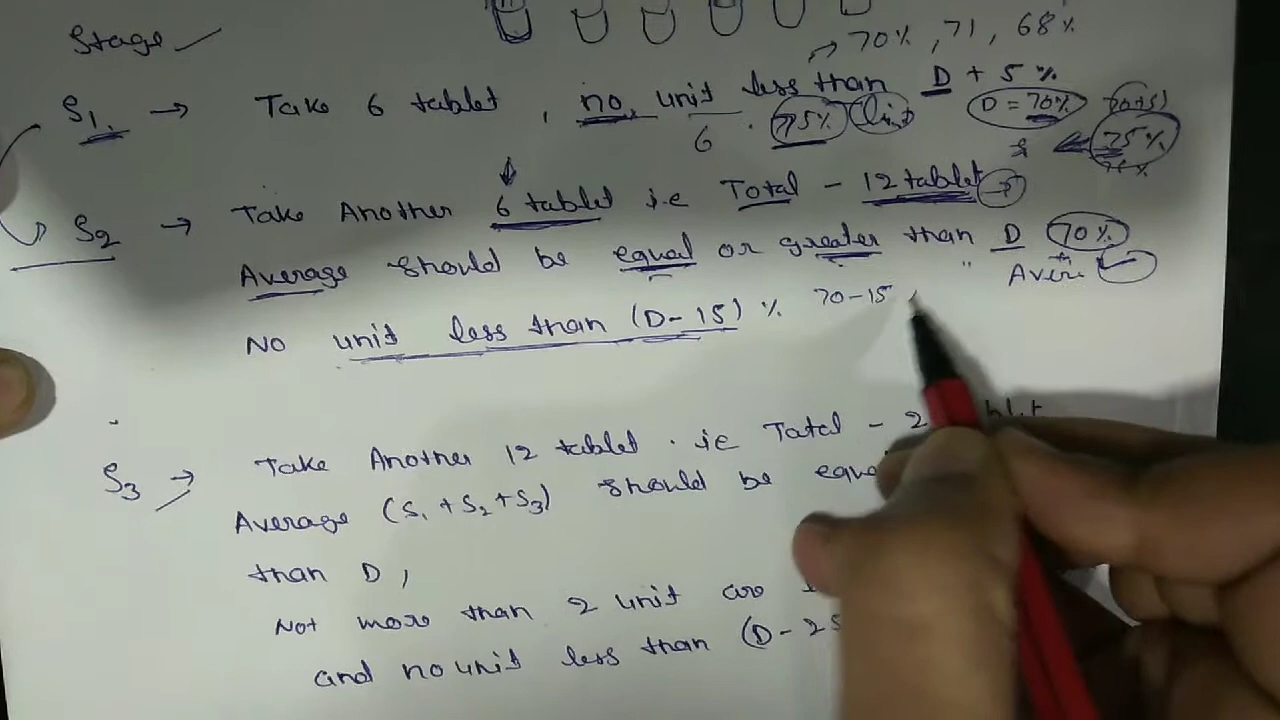 Stage
70% , 71 , 68%
S1. → Take 6 tablet , no. unit less than D + 5 %
6 . 75% D = 70%
75%
S2 → Take Another 6 tablet i.e Total - 12 tablet
Average should be equal or greater than D 70%
No unit less than (D - 15) % 70-15
S3 → Take Another 12 tablet . ie Total - 2
Average (S1 + S2 + S3) should be
than D ,
Not more than 2 unit are
and no unit less than (D - 25